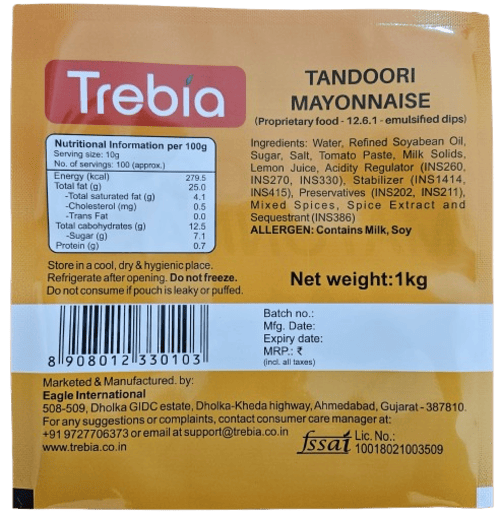 Trebia
TANDOORI
MAYONNAISE
(Proprietary food - 12.6.1 - emulsified dips)
Nutritional Information per 100g
Serving size: 10g
No. of servings: 100 (approx.)
Energy (kcal) 279.5
Total fat (g) 25.0
-Total saturated fat (g) 4.1
-Cholesterol (mg) 0.5
-Trans Fat 0.0
Total cabohydrates (g) 12.5
-Sugar (g) 7.1
Protein (g) 0.7
Ingredients: Water, Refined Soyabean Oil,
Sugar, Salt, Tomato Paste, Milk Solids,
Lemon Juice, Acidity Regulator (INS260,
INS270, INS330), Stabilizer (INS1414,
INS415), Preservatives (INS202, INS211),
Mixed Spices, Spice Extract and
Sequestrant (INS386)
ALLERGEN: Contains Milk, Soy
Store in a cool, dry & hygienic place.
Refrigerate after opening. Do not freeze.
Do not consume if pouch is leaky or puffed.
Net weight:1kg
8 908012 330103
Batch no.:
Mfg. Date:
Expiry date:
MRP.: ₹
(incl. all taxes)
Marketed & Manufactured. by:
Eagle International
508-509, Dholka GIDC estate, Dholka-Kheda highway, Ahmedabad, Gujarat - 387810.
For any suggestions or complaints, contact consumer care manager at:
+91 9727706373 or email at support@trebia.co.in
www.trebia.co.in
fssai Lic. No.:
10018021003509